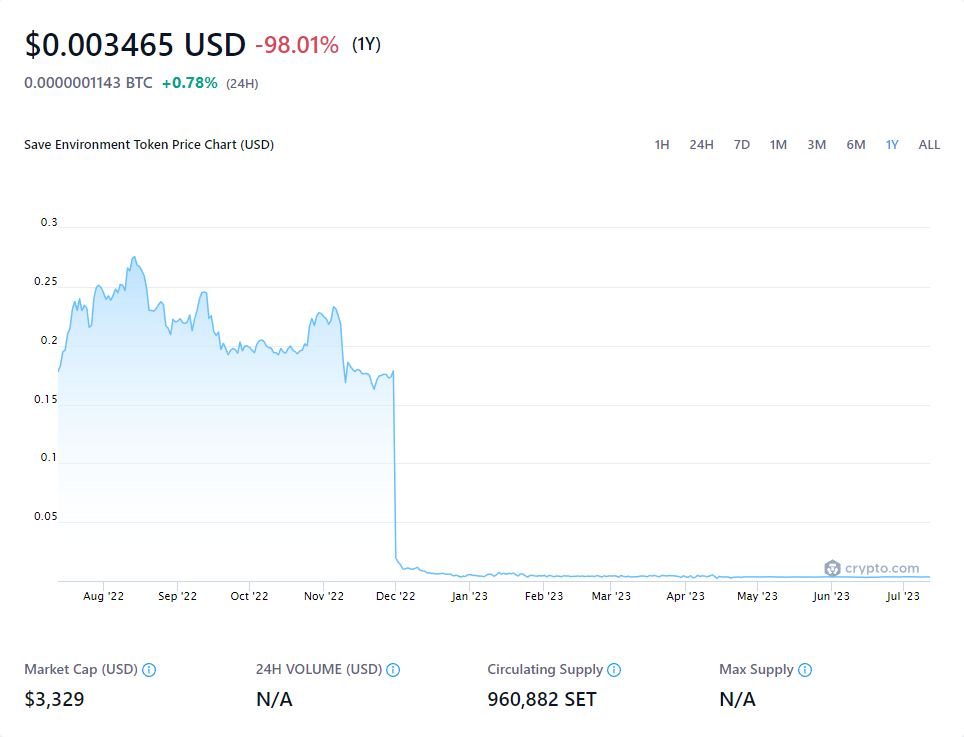 $0.003465 USD -98.01% (1Y)
0.0000001143 BTC +0.78% (24H)
Save Environment Token Price Chart (USD) 1H 24H 7D 1M 3M 6M 1Y ALL
0.3
0.25
0.2
0.15
0.1
0.05
crypto.com
Aug '22 Sep '22 Oct '22 Nov '22 Dec '22 Jan '23 Feb '23 Mar '23 Apr '23 May '23 Jun '23 Jul '23
Market Cap (USD) 24H VOLUME (USD) Circulating Supply Max Supply
$3,329 N/A 960,882 SET N/A